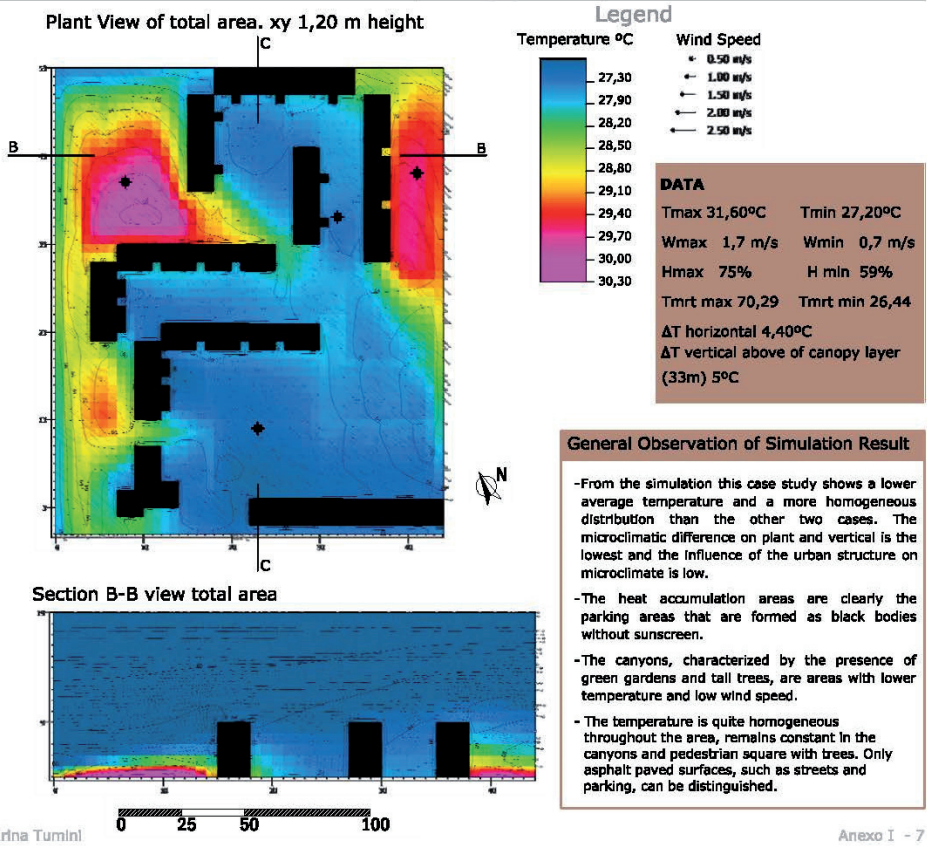 Plant View of total area. xy 1,20 m height
C
B
B
C
N
Section B-B view total area
0 25 50 100
Legend
Temperature ºC
27,30
27,90
28,20
28,50
28,80
29,10
29,40
29,70
30,00
30,30
Wind Speed
0.50 m/s
1.00 m/s
1.50 m/s
2.00 m/s
2.50 m/s
DATA
Tmax 31,60ºC Tmin 27,20ºC
Wmax 1,7 m/s Wmin 0,7 m/s
Hmax 75% H min 59%
Tmrt max 70,29 Tmrt min 26,44
ΔT horizontal 4,40ºC
ΔT vertical above of canopy layer
(33m) 5ºC
General Observation of Simulation Result
-From the simulation this case study shows a lower
average temperature and a more homogeneous
distribution than the other two cases. The
microclimatic difference on plant and vertical is the
lowest and the influence of the urban structure on
microclimate is low.
-The heat accumulation areas are clearly the
parking areas that are formed as black bodies
without sunscreen.
-The canyons, characterized by the presence of
green gardens and tall trees, are areas with lower
temperature and low wind speed.
- The temperature is quite homogeneous
throughout the area, remains constant in the
canyons and pedestrian square with trees. Only
asphalt paved surfaces, such as streets and
parking, can be distinguished.
rina Tumini
Anexo I - 7